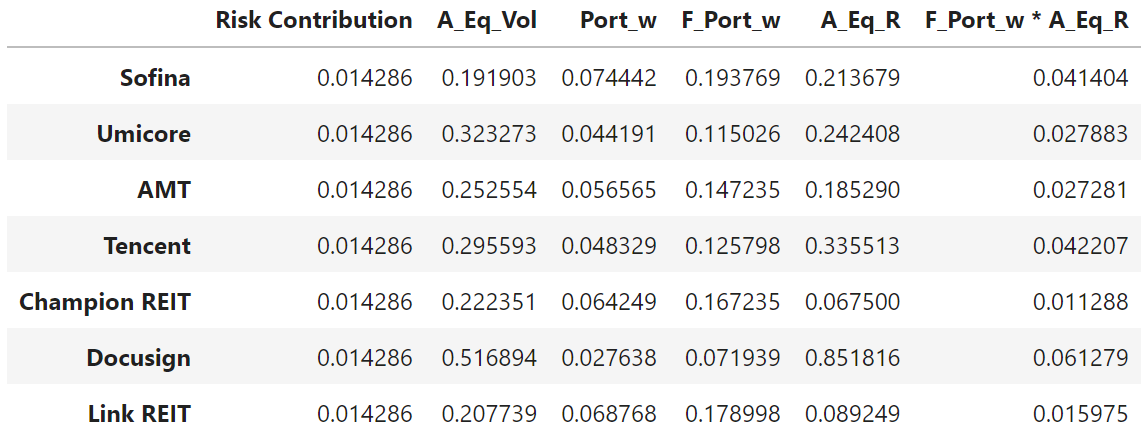 Risk Contribution A_Eq_Vol Port_w F_Port_w A_Eq_R F_Port_w * A_Eq_R
Sofina 0.014286 0.191903 0.074442 0.193769 0.213679 0.041404
Umicore 0.014286 0.323273 0.044191 0.115026 0.242408 0.027883
AMT 0.014286 0.252554 0.056565 0.147235 0.185290 0.027281
Tencent 0.014286 0.295593 0.048329 0.125798 0.335513 0.042207
Champion REIT 0.014286 0.222351 0.064249 0.167235 0.067500 0.011288
Docusign 0.014286 0.516894 0.027638 0.071939 0.851816 0.061279
Link REIT 0.014286 0.207739 0.068768 0.178998 0.089249 0.015975